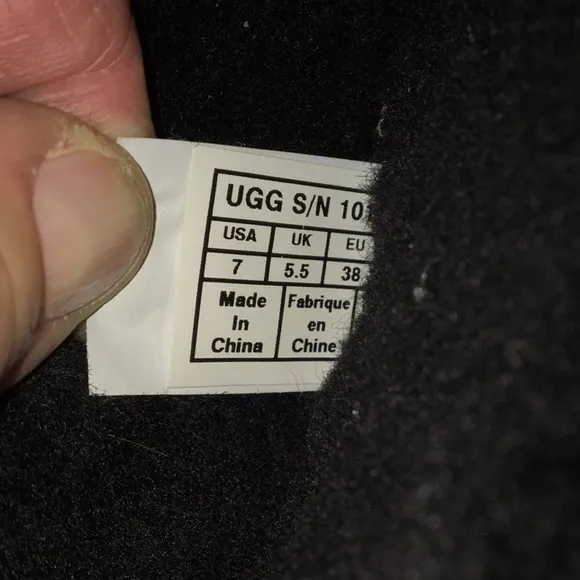 UGG S/N 10
USA UK EU
7 5.5 38
Made Fabrique
In en
China Chine